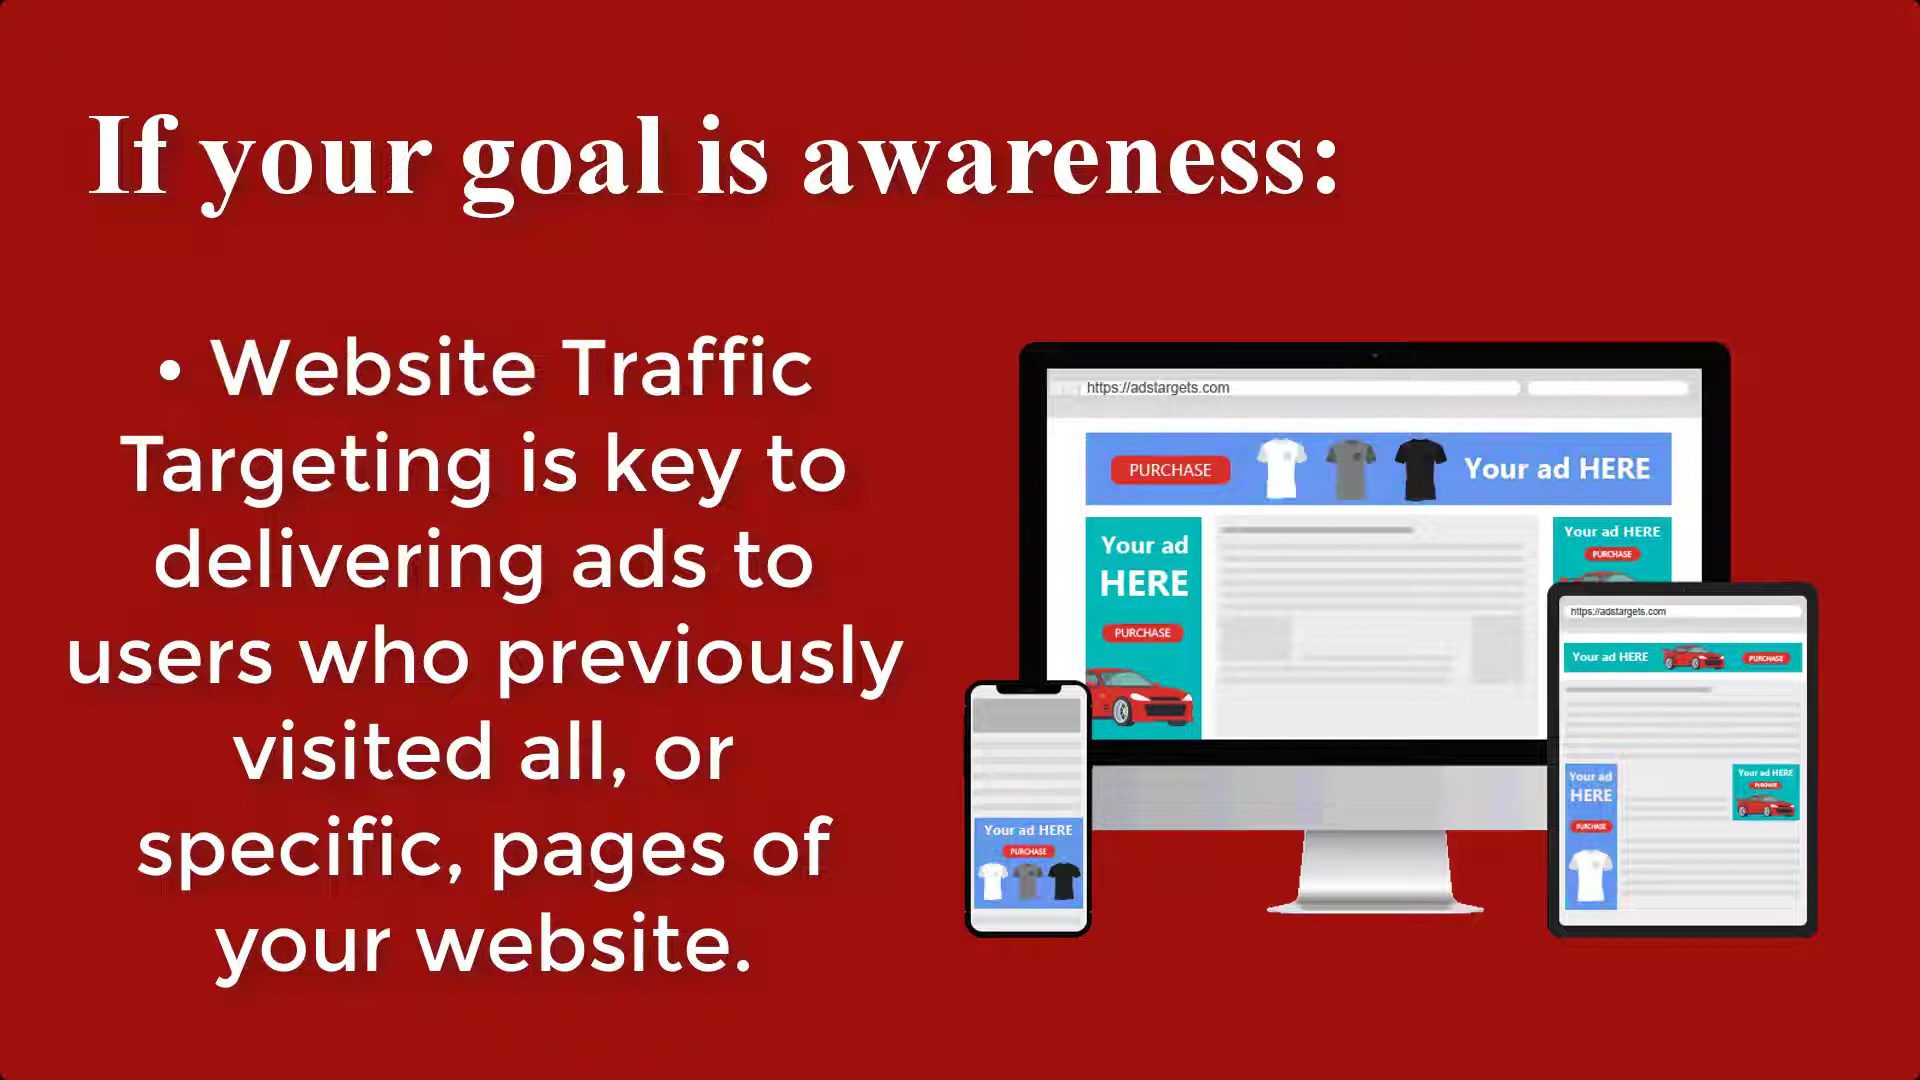 If your goal is awareness:
• Website Traffic
Targeting is key to
delivering ads to
users who previously
visited all, or
specific, pages of
your website.
https://adstargets.com
PURCHASE
Your ad HERE
Your ad
HERE
PURCHASE
Your ad HERE
PURCHASE
https://adstargets.com
Your ad HERE
PURCHASE
Your ad
HERE
PURCHASE
Your ad HERE
PURCHASE
Your ad HERE
PURCHASE